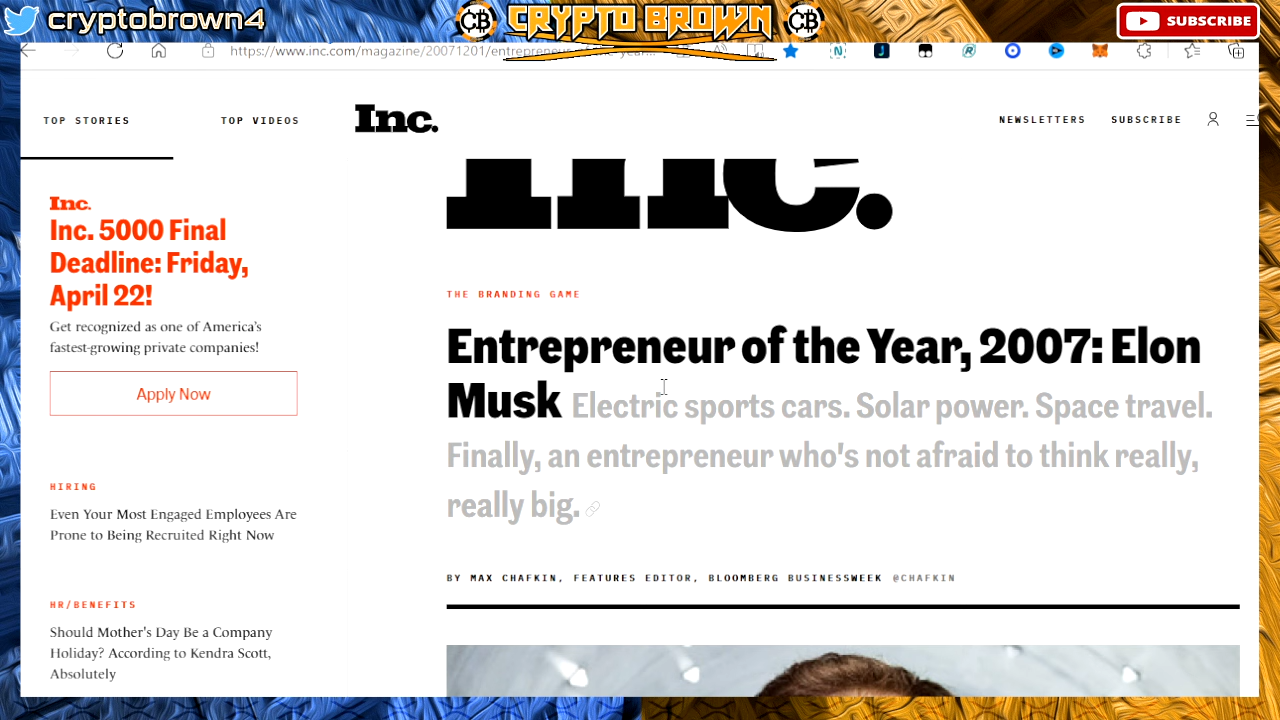 cryptobrown4
CB
CRYPTO BROWN
CB
SUBSCRIBE
https://www.inc.com/magazine/20071201/entrepreneur
TOP STORIES
TOP VIDEOS
Inc.
NEWSLETTERS
SUBSCRIBE
Inc.
Inc.
Inc. 5000 Final
Deadline: Friday,
April 22!
Get recognized as one of America's
fastest-growing private companies!
Apply Now
HIRING
Even Your Most Engaged Employees Are
Prone to Being Recruited Right Now
HR/BENEFITS
Should Mother's Day Be a Company
Holiday? According to Kendra Scott,
Absolutely
THE BRANDING GAME
Entrepreneur of the Year, 2007: Elon
Musk Electric sports cars. Solar power. Space travel.
Finally, an entrepreneur who's not afraid to think really,
really big.
BY MAX CHAFKIN, FEATURES EDITOR, BLOOMBERG BUSINESSWEEK @CHAFKIN